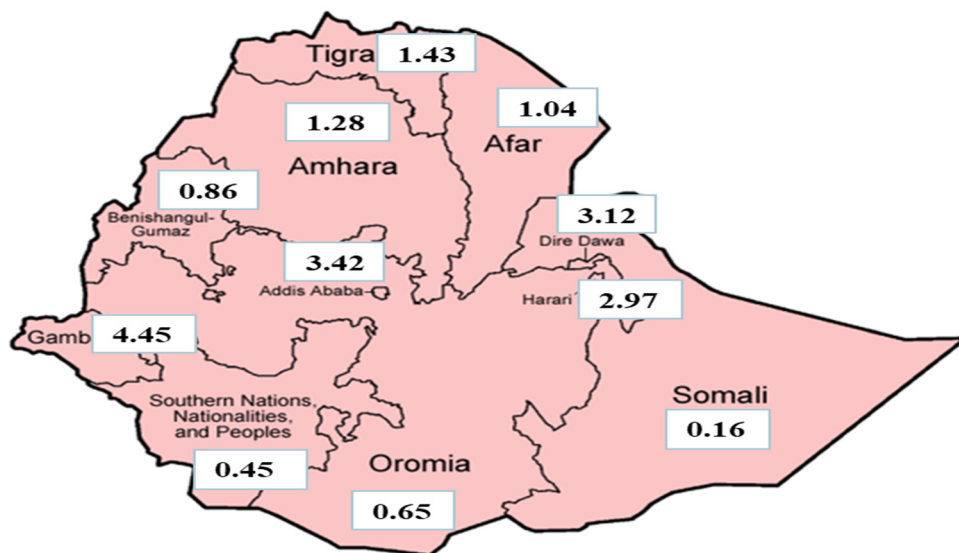 Tigra
1.43
1.04
Afar
1.28
Amhara
0.86
Benishangul-
Gumaz
3.12
Dire Dawa
3.42
Addis Ababa
Harari
2.97
Gamb
4.45
Somali
0.16
Southern Nations,
Nationalities,
and Peoples
0.45
Oromia
0.65